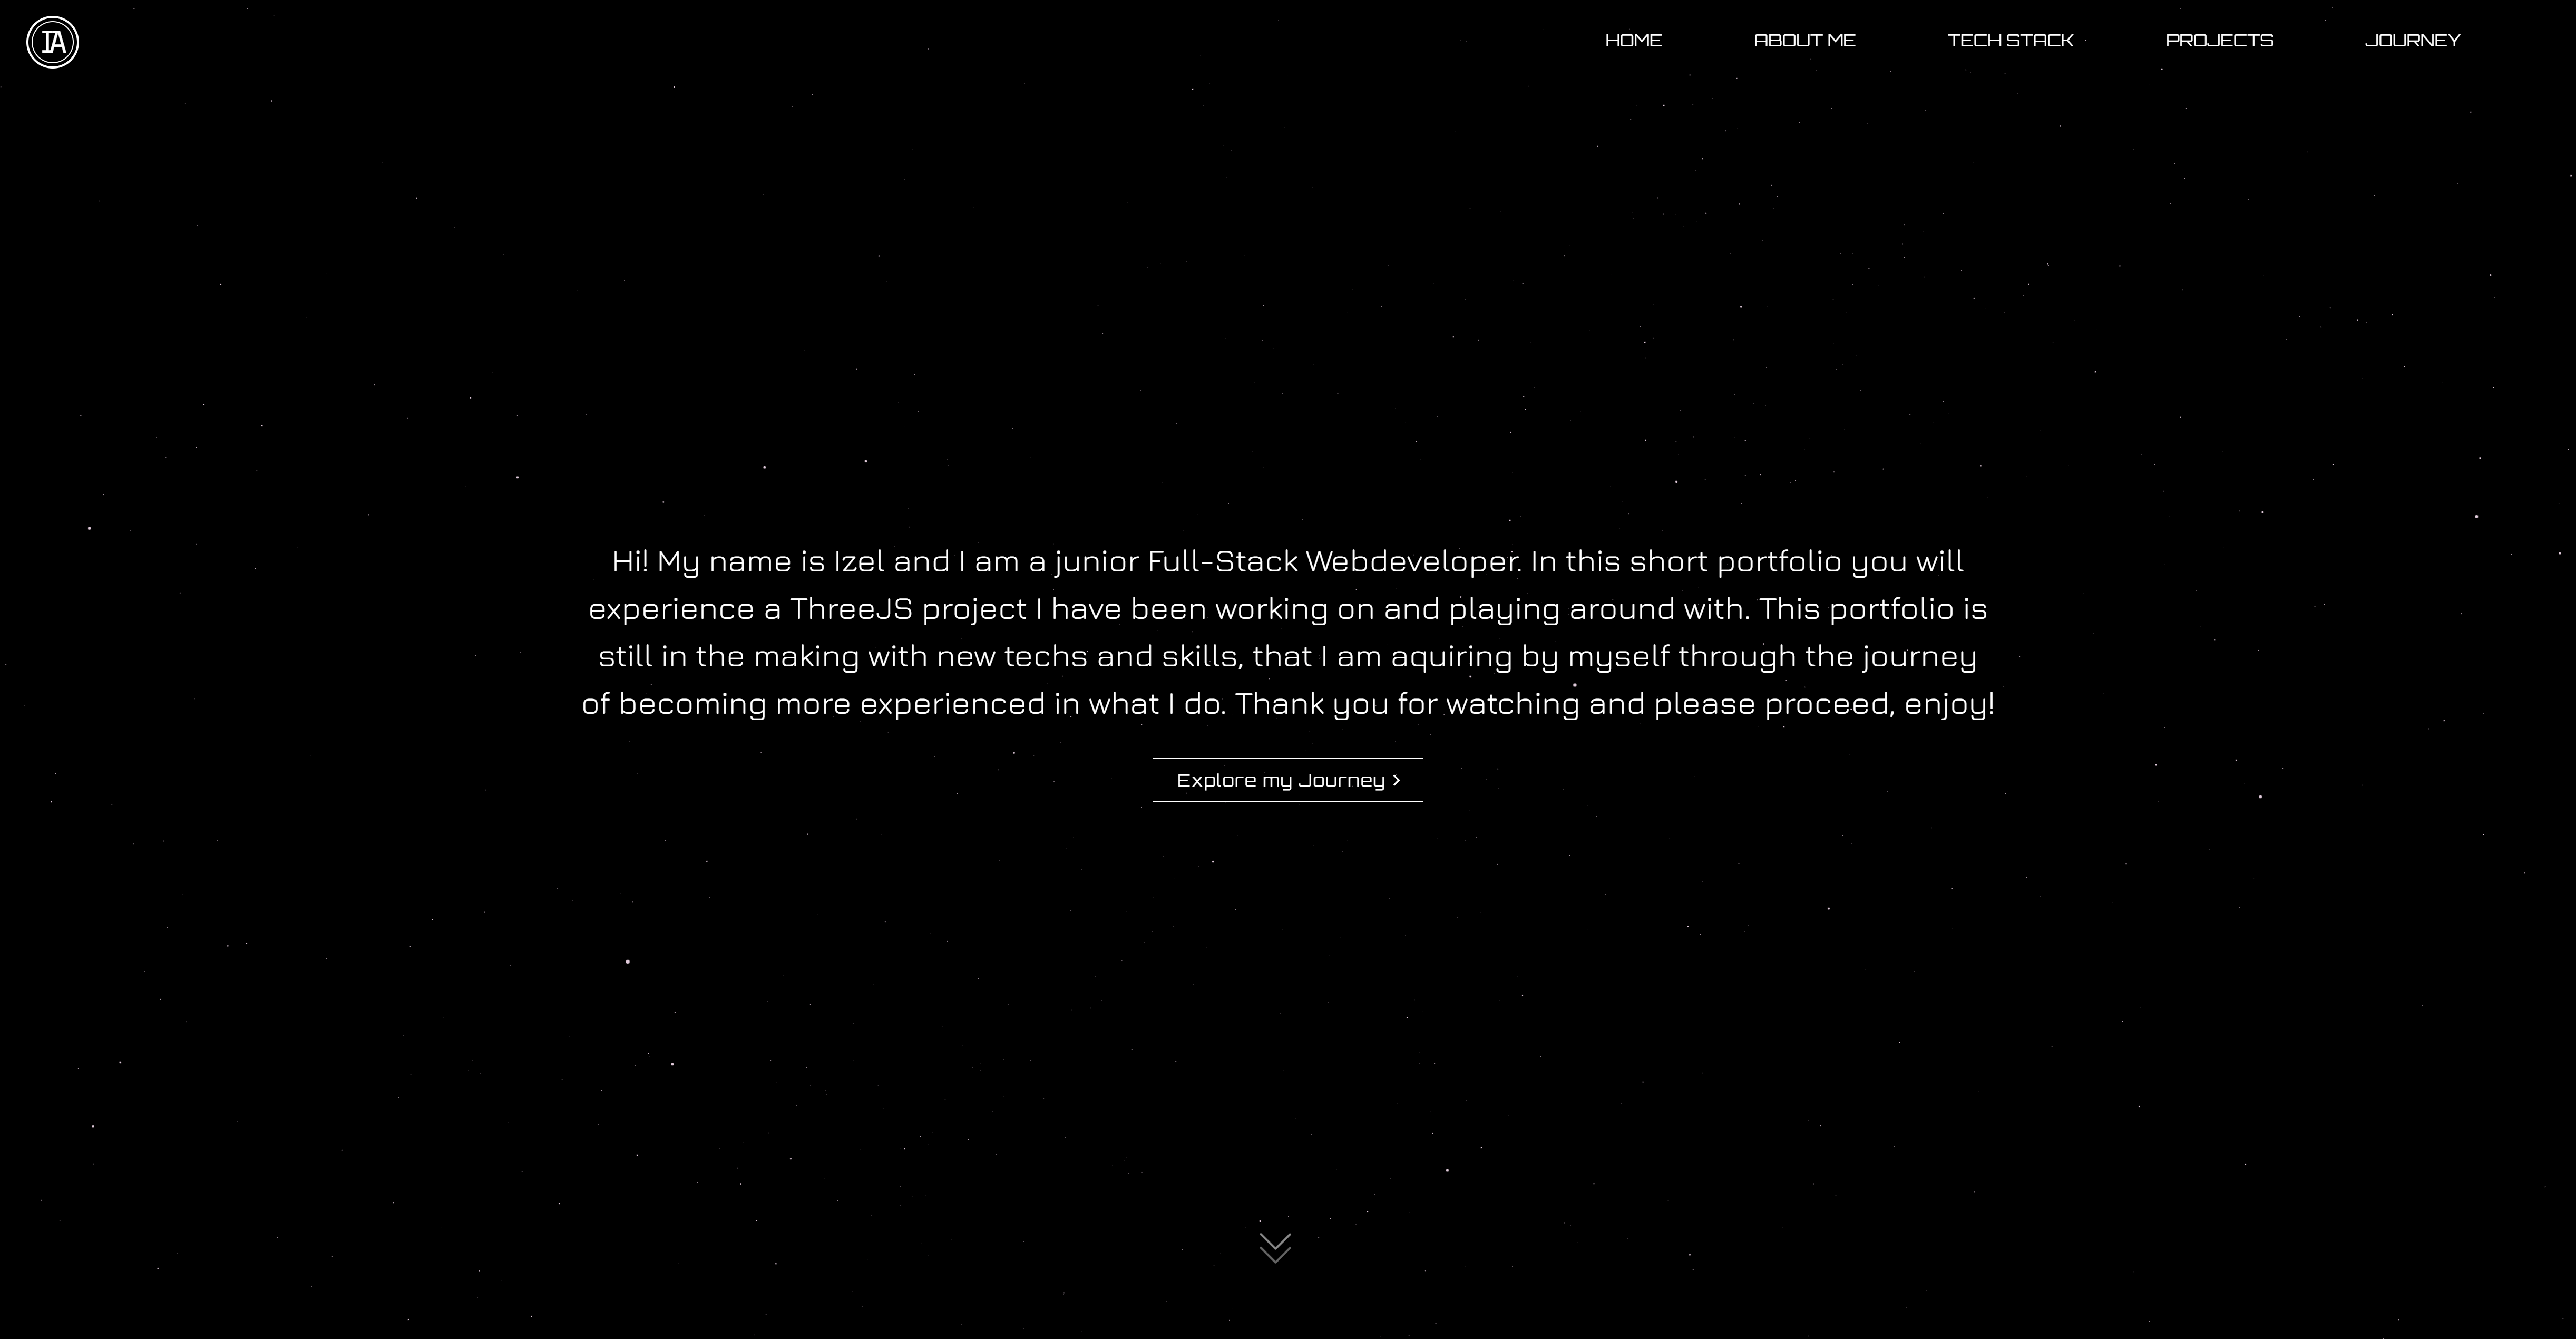 IA
HOME
ABOUT ME
TECH STACK
PROJECTS
JOURNEY
Hi! My name is Izel and I am a junior Full-Stack Webdeveloper. In this short portfolio you will
experience a ThreeJS project I have been working on and playing around with. This portfolio is
still in the making with new techs and skills, that I am aquiring by myself through the journey
of becoming more experienced in what I do. Thank you for watching and please proceed, enjoy!
Explore my Journey >